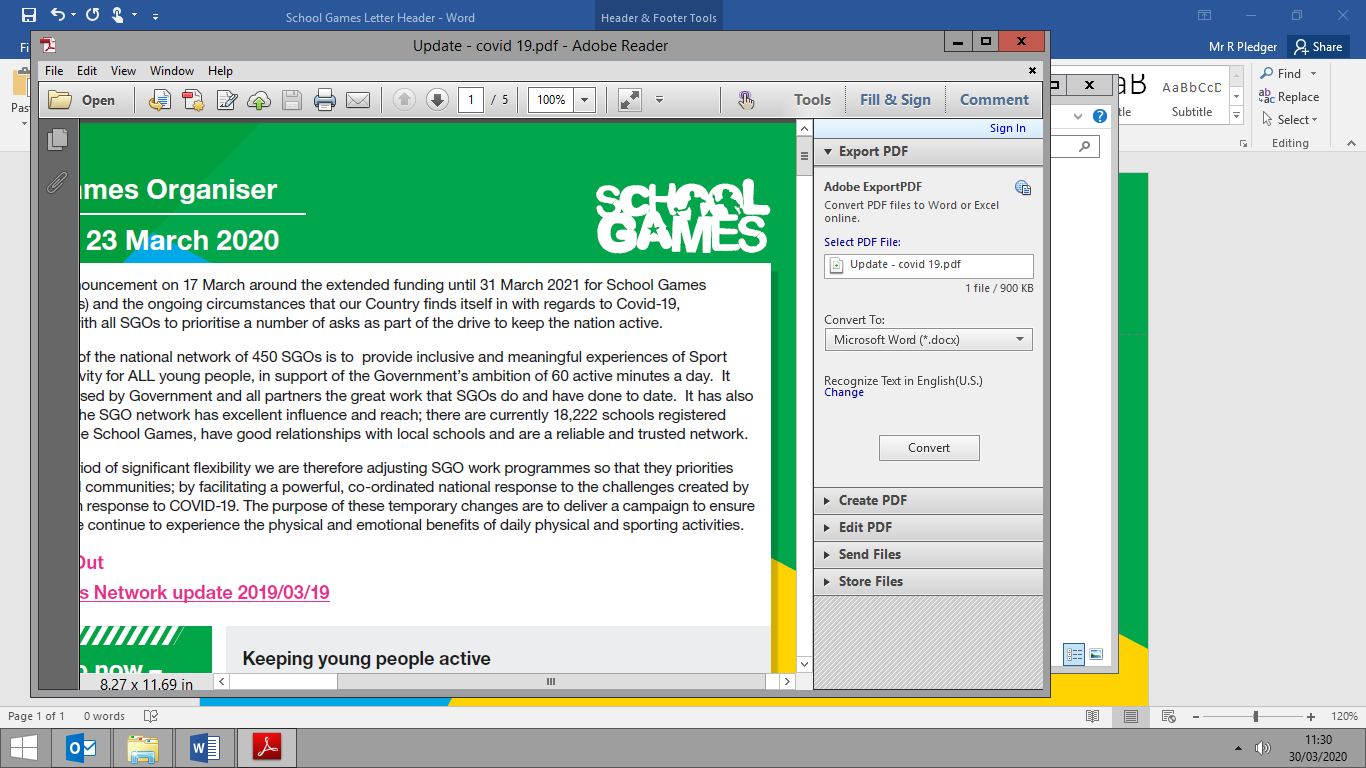 School Games Letter Header - Word
Header & Footer Tools
Mr R Pledger
Share
Update - covid 19.pdf - Adobe Reader
File Edit View Window Help
Open
1 / 5
100%
Tools
Fill & Sign
Comment
Find
Replace
Select
Editing
AaBbCcD
Subtitle
Sign In
Export PDF
Adobe ExportPDF
Convert PDF files to Word or Excel
online.
Select PDF File:
Update - covid 19.pdf
1 file / 900 KB
Convert To:
Microsoft Word (*.docx)
Recognize Text in English(U.S.)
Change
Convert
Create PDF
Edit PDF
Send Files
Store Files
ames Organiser
23 March 2020
SCHOOL
GAMES
nouncement on 17 March around the extended funding until 31 March 2021 for School Games
s) and the ongoing circumstances that our Country finds itself in with regards to Covid-19,
ith all SGOs to prioritise a number of asks as part of the drive to keep the nation active.
of the national network of 450 SGOs is to provide inclusive and meaningful experiences of Sport
vity for ALL young people, in support of the Government's ambition of 60 active minutes a day. It
sed by Government and all partners the great work that SGOs do and have done to date. It has also
he SGO network has excellent influence and reach; there are currently 18,222 schools registered
e School Games, have good relationships with local schools and are a reliable and trusted network.
riod of significant flexibility we are therefore adjusting SGO work programmes so that they priorities
l communities; by facilitating a powerful, co-ordinated national response to the challenges created by
n response to COVID-19. The purpose of these temporary changes are to deliver a campaign to ensure
e continue to experience the physical and emotional benefits of daily physical and sporting activities.
Out
s Network update 2019/03/19
now –
Keeping young people active
8.27 x 11.69 in
Page 1 of 1 0 words
120%
11:30
30/03/2020